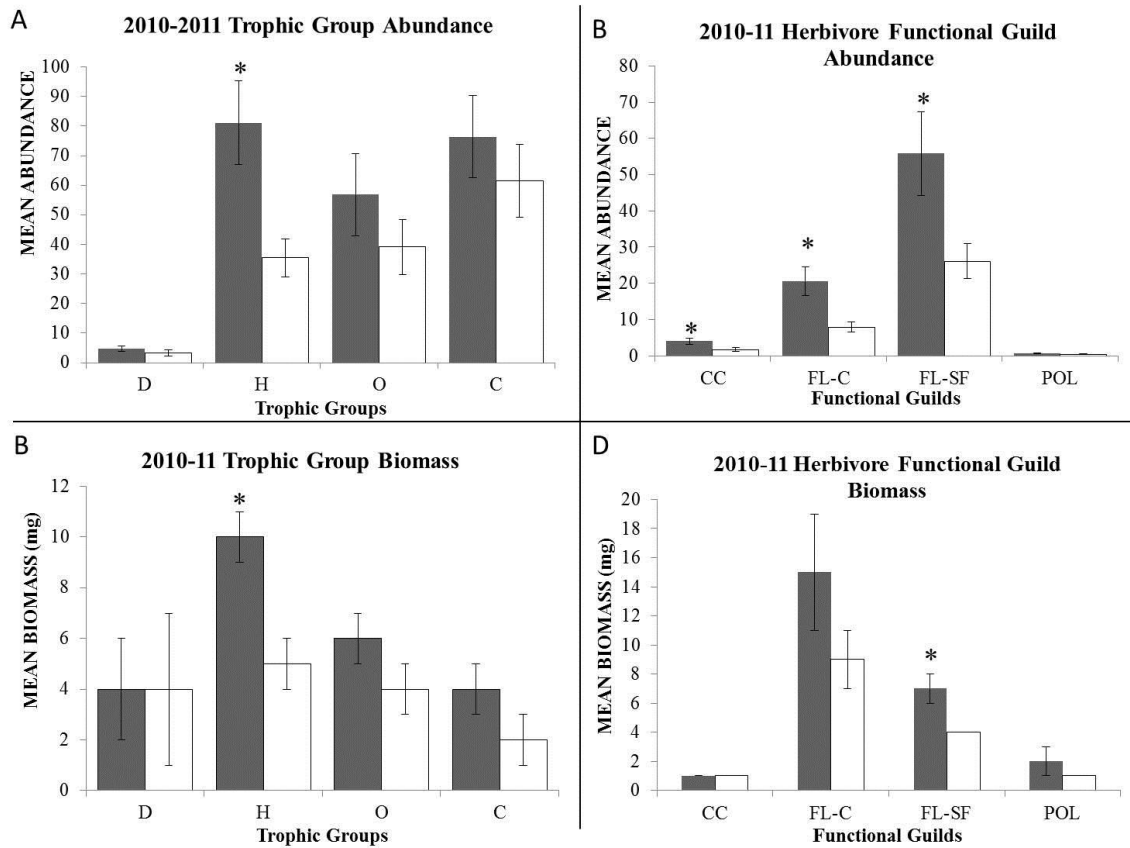 A
2010-2011 Trophic Group Abundance
MEAN ABUNDANCE
100
90
80
70
60
50
40
30
20
10
0
*
D H O C
Trophic Groups
B
2010-11 Herbivore Functional Guild
Abundance
MEAN ABUNDANCE
80
70
60
50
40
30
20
10
0
* * *
CC FL-C FL-SF POL
Functional Guilds
B
2010-11 Trophic Group Biomass
MEAN BIOMASS (mg)
12
10
8
6
4
2
0
*
D H O C
Trophic Groups
D
2010-11 Herbivore Functional Guild
Biomass
MEAN BIOMASS (mg)
20
18
16
14
12
10
8
6
4
2
0
*
CC FL-C FL-SF POL
Functional Guilds